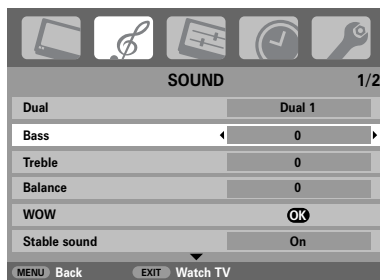 SOUND 1/2
Dual Dual 1
Bass 0
Treble 0
Balance 0
WOW OK
Stable sound On
MENU Back EXIT Watch TV